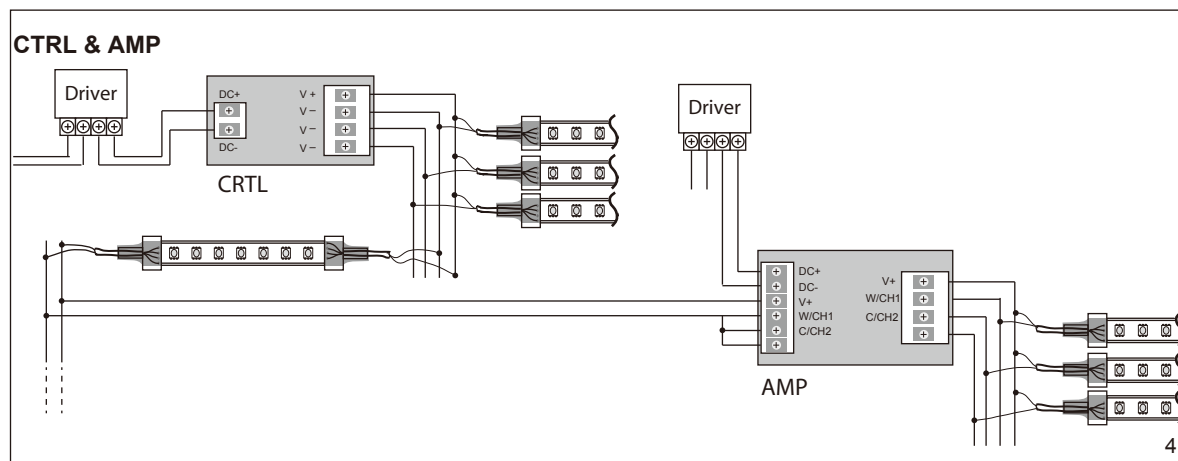 CTRL & AMP
Driver
DC+
DC-
V +
V –
V –
V –
CRTL
Driver
DC+
DC-
V+
W/CH1
C/CH2
V+
W/CH1
C/CH2
AMP
4